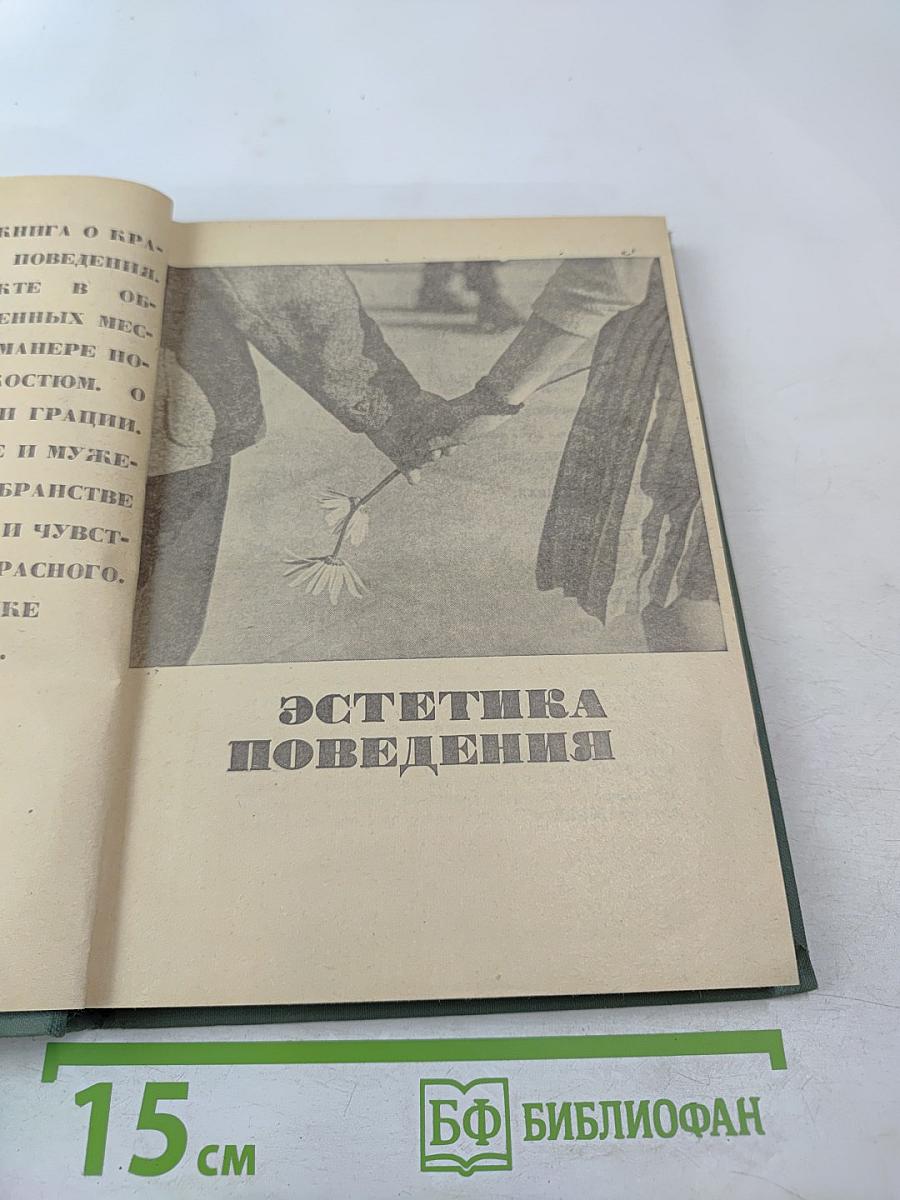 КНИГА О КРА-
ПОВЕДЕНИЯ.
КТЕ В ОБ-
ЕННЫХ МЕС-
МАНЕРЕ НО-
КОСТЮМ. О
И ГРАЦИИ.
Е И МУЖЕ-
БРАНСТВЕ
И ЧУВСТ-
РАСНОГО.
КЕ
.
ЭСТЕТИКА
ПОВЕДЕНИЯ
15 см
БФ БИБЛИОФАН